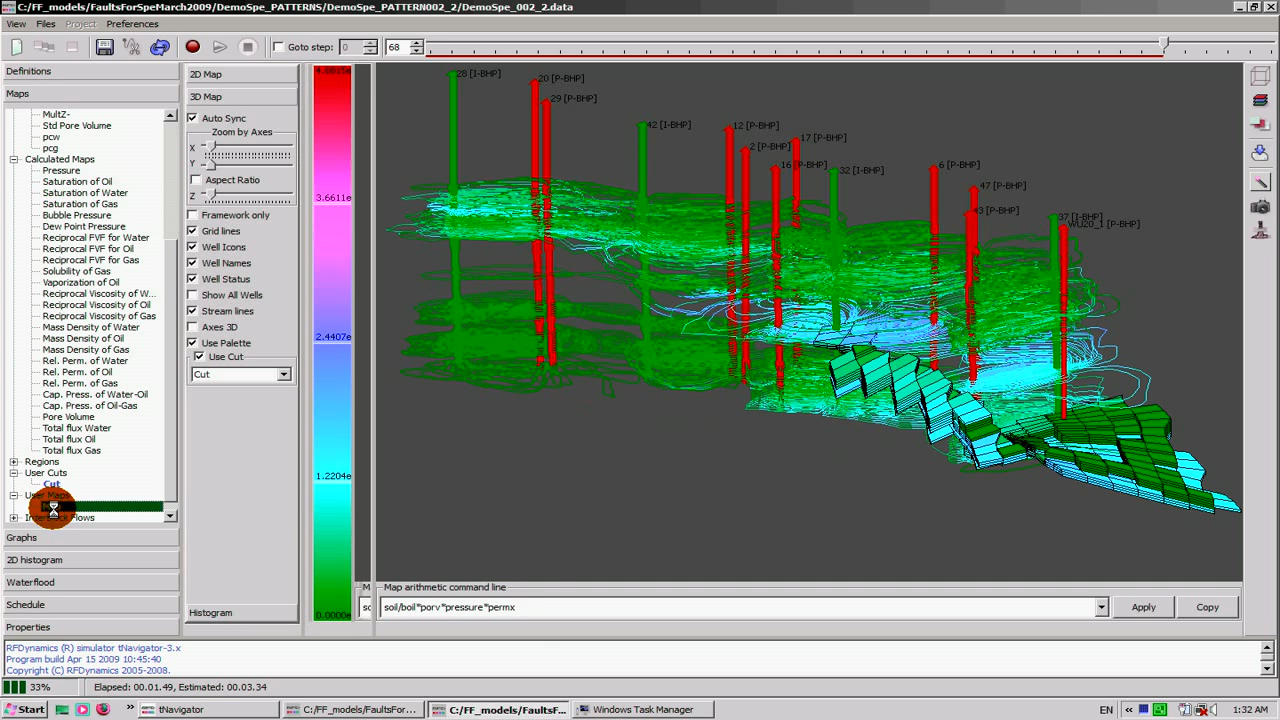 C:/FF_models/FaultsForSpeMarch2009/DemoSpe_PATTERNS/DemoSpe_PATTERN002_2/DemoSpe_002_2.data
View Files Graphs Preferences
Goto step: 0 68
Definitions
Maps
MultZ-
Std Pore Volume
pcw
pcg
Calculated Maps
Pressure
Saturation of Oil
Saturation of Water
Saturation of Gas
Bubble Pressure
Dew Point Pressure
Reciprocal FVF for Water
Reciprocal FVF for Oil
Reciprocal FVF for Gas
Solubility of Gas
Vaporization of Oil
Reciprocal Viscosity of W...
Reciprocal Viscosity of Oil
Reciprocal Viscosity of Gas
Mass Density of Water
Mass Density of Oil
Mass Density of Gas
Rel. Perm. of Water
Rel. Perm. of Oil
Rel. Perm. of Gas
Cap. Press. of Water-Oil
Cap. Press. of Oil-Gas
Pore Volume
Total flux Water
Total flux Oil
Total flux Gas
Regions
User Cuts
Cut
User Maps
Flows
Graphs
2D histogram
Waterflood
Schedule
Properties
2D Map
3D Map
Auto Sync
Zoom by Axes
X
Y
Aspect Ratio
Z
Framework only
Grid lines
Well Icons
Well Names
Well Status
Show All Wells
Stream lines
Axes 3D
Use Palette
Use Cut
Cut
Histogram
3.6611e
2.4407e
1.2204e
0.0000e
28 [I-BHP]
20 [P-BHP]
29 [P-BHP]
42 [I-BHP]
12 [P-BHP]
17 [P-BHP]
2 [P-BHP]
16 [P-BHP]
32 [I-BHP]
6 [P-BHP]
47 [P-BHP]
[P-BHP]
37 [I-BHP]
WU20_1 [P-BHP]
Map arithmetic command line
soil/boil*porv*pressure*permx
Apply Copy
RFDynamics (R) simulator tNavigator-3.x
Program build Apr 15 2009 10:45:40
Copyright (C) RFDynamics 2005-2008.
33% Elapsed: 00.01.49, Estimated: 00.03.34
Start tNavigator C:/FF_models/FaultsFor... C:/FF_models/FaultsF... Windows Task Manager EN 1:32 AM